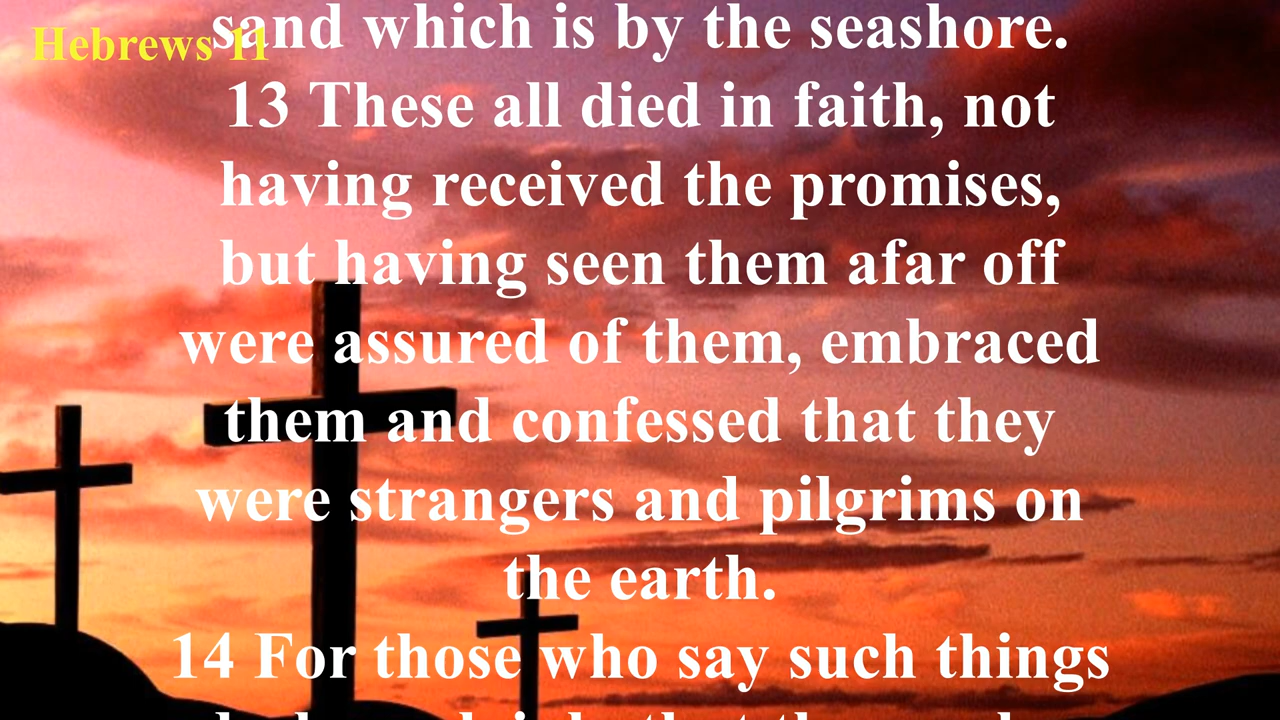 Hebrews 11
sand which is by the seashore.
13 These all died in faith, not
having received the promises,
but having seen them afar off
were assured of them, embraced
them and confessed that they
were strangers and pilgrims on
the earth.
14 For those who say such things